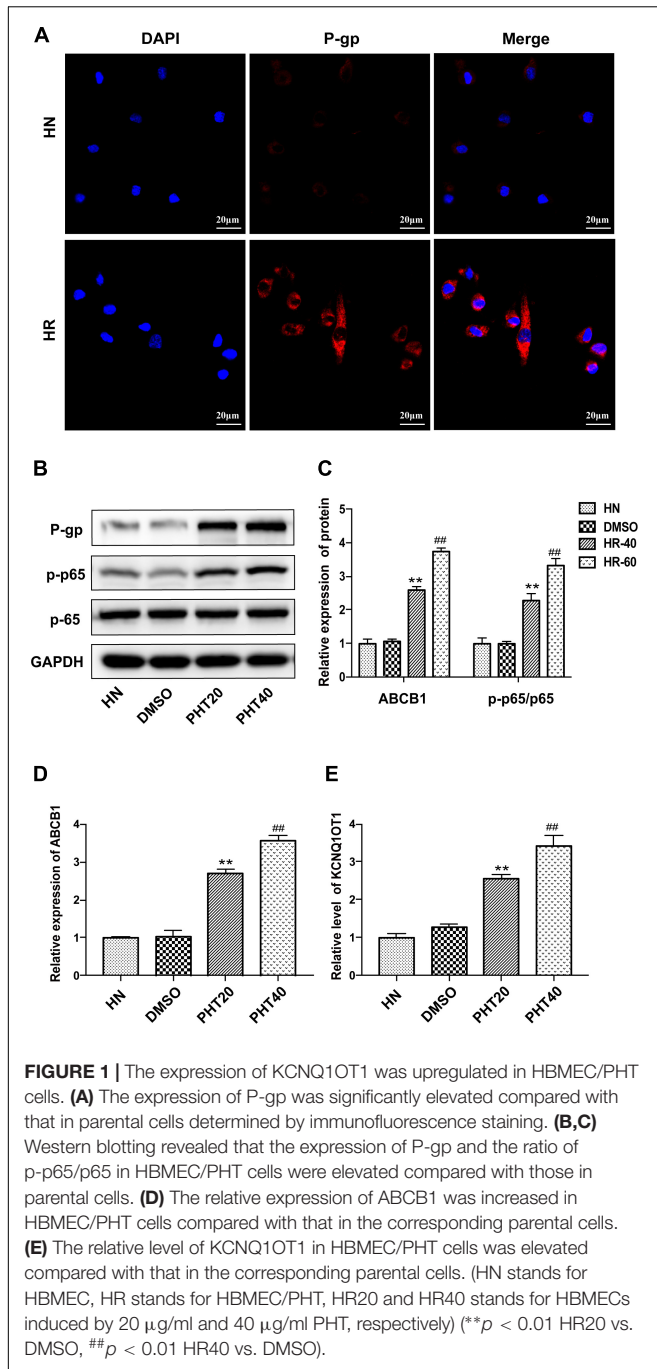 A
DAPI P-gp Merge
HN
20μm 20μm 20μm
HR
20μm 20μm 20μm
B
P-gp
p-p65
p-65
GAPDH
HN DMSO PHT20 PHT40
C
Relative expression of protein
5
4
3
2
1
0
** ## ** ##
ABCB1 p-p65/p65
HN
DMSO
HR-40
HR-60
D
Relative expression of ABCB1
4
3
2
1
0
** ##
HN DMSO PHT20 PHT40
E
Relative level of KCNQ1OT1
4
3
2
1
0
** ##
HN DMSO PHT20 PHT40
FIGURE 1 | The expression of KCNQ1OT1 was upregulated in HBMEC/PHT
cells. (A) The expression of P-gp was significantly elevated compared with
that in parental cells determined by immunofluorescence staining. (B,C)
Western blotting revealed that the expression of P-gp and the ratio of
p-p65/p65 in HBMEC/PHT cells were elevated compared with those in
parental cells. (D) The relative expression of ABCB1 was increased in
HBMEC/PHT cells compared with that in the corresponding parental cells.
(E) The relative level of KCNQ1OT1 in HBMEC/PHT cells was elevated
compared with that in the corresponding parental cells. (HN stands for
HBMEC, HR stands for HBMEC/PHT, HR20 and HR40 stands for HBMECs
induced by 20 μg/ml and 40 μg/ml PHT, respectively) (**p < 0.01 HR20 vs.
DMSO, ##p < 0.01 HR40 vs. DMSO).